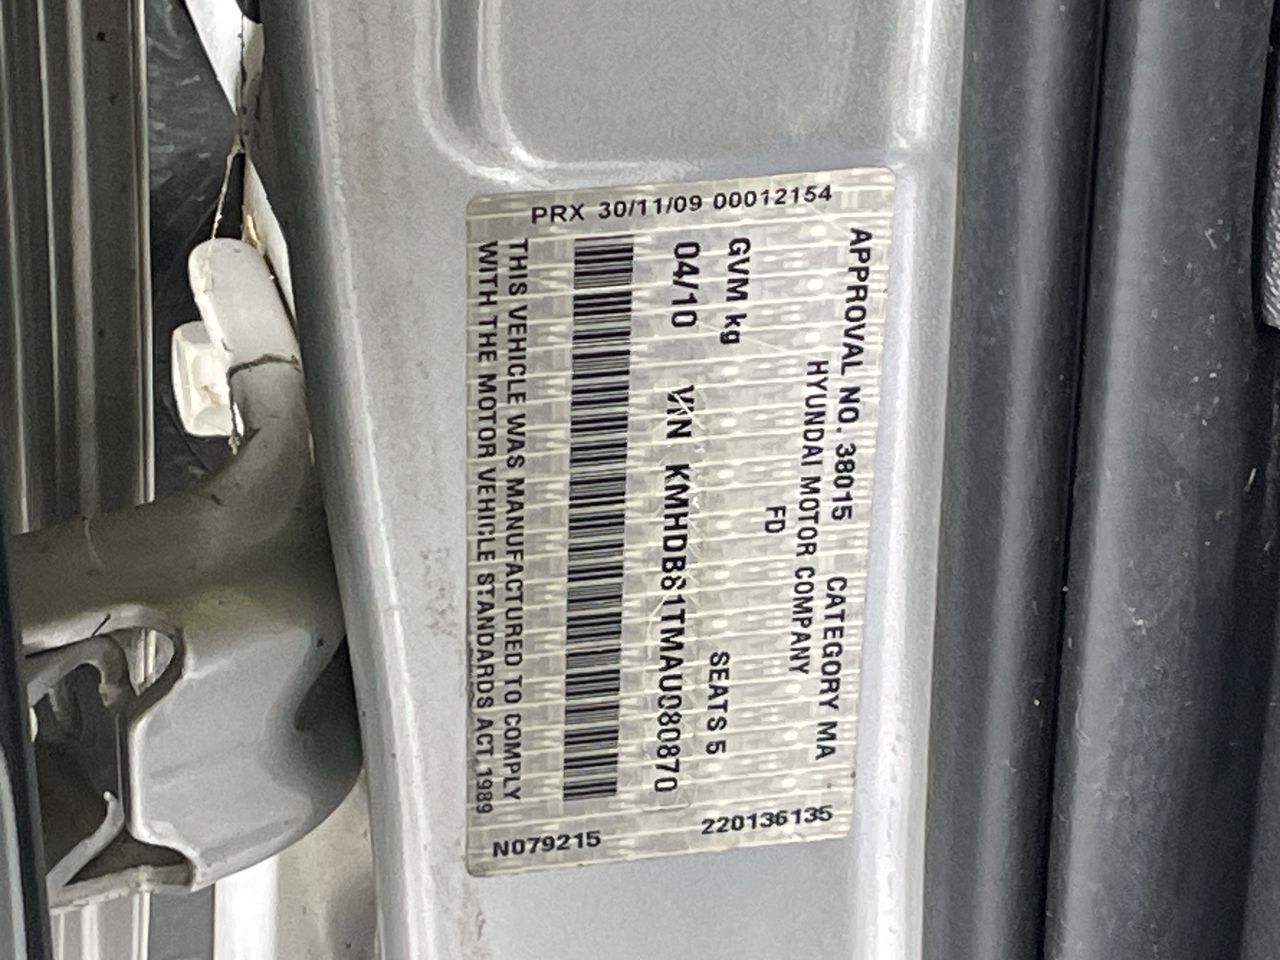 PRX 30/11/09 00012154
APPROVAL NO. 38015 CATEGORY MA
HYUNDAI MOTOR COMPANY
FD
GVM kg SEATS 5
04/10 VIN KMHDB81TMAU080870
THIS VEHICLE WAS MANUFACTURED TO COMPLY
WITH THE MOTOR VEHICLE STANDARDS ACT 1989
220136135
N079215